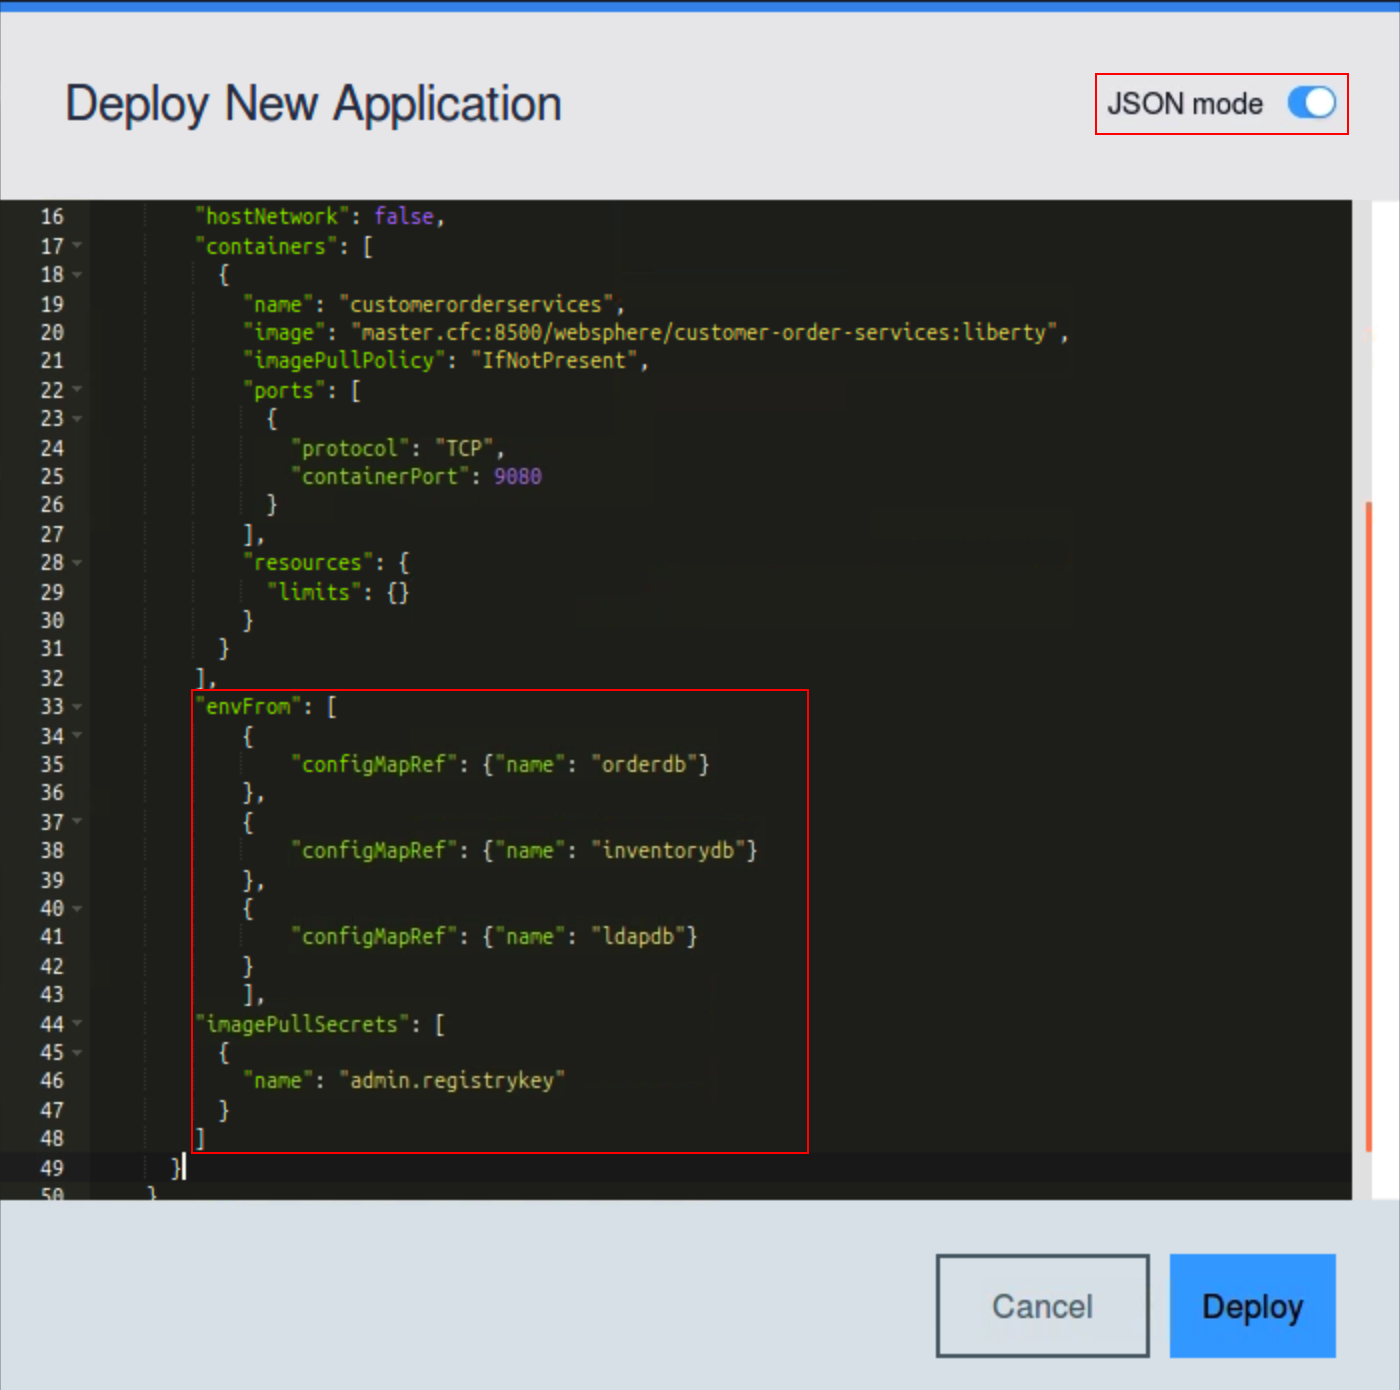 Deploy New Application
JSON mode
16 "hostNetwork": false,
17 "containers": [
18 {
19 "name": "customerorderservices",
20 "image": "master.cfc:8500/websphere/customer-order-services:liberty",
21 "imagePullPolicy": "IfNotPresent",
22 "ports": [
23 {
24 "protocol": "TCP",
25 "containerPort": 9080
26 }
27 ],
28 "resources": {
29 "limits": {}
30 }
31 }
32 ],
33 "envFrom": [
34 {
35 "configMapRef": {"name": "orderdb"}
36 },
37 {
38 "configMapRef": {"name": "inventorydb"}
39 },
40 {
41 "configMapRef": {"name": "ldapdb"}
42 }
43 ],
44 "imagePullSecrets": [
45 {
46 "name": "admin.registrykey"
47 }
48 ]
49 }
50 }
Cancel
Deploy